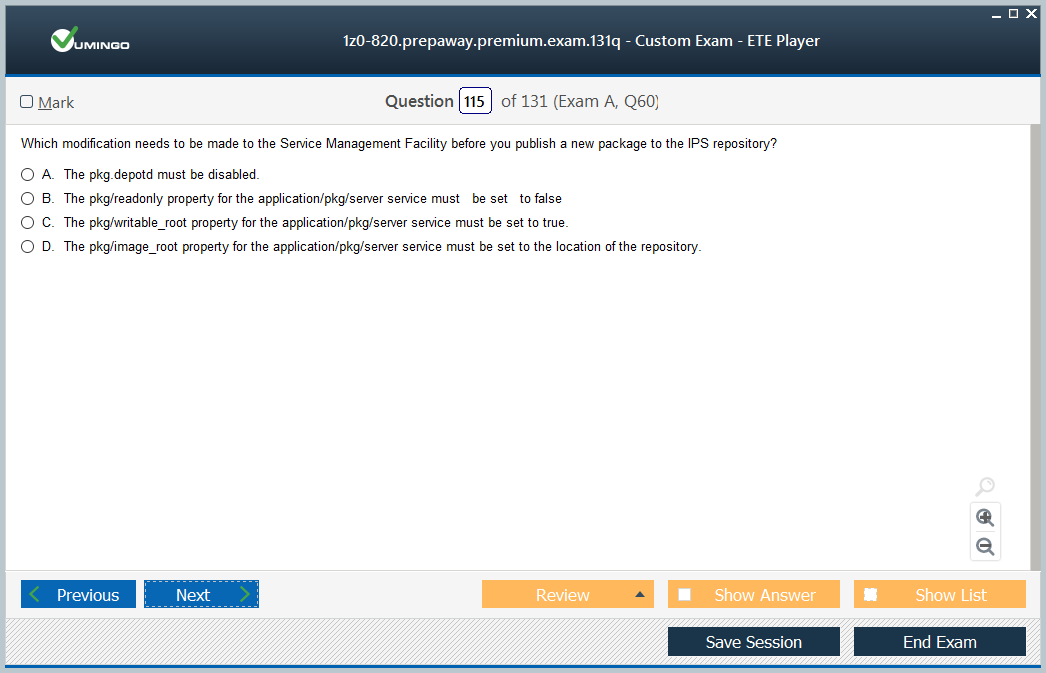 VUMINGO
1z0-820.prepaway.premium.exam.131q - Custom Exam - ETE Player
Mark
Question 115 of 131 (Exam A, Q60)
Which modification needs to be made to the Service Management Facility before you publish a new package to the IPS repository?
A. The pkg.depotd must be disabled.
B. The pkg/readonly property for the application/pkg/server service must be set to false
C. The pkg/writable_root property for the application/pkg/server service must be set to true.
D. The pkg/image_root property for the application/pkg/server service must be set to the location of the repository.
Previous
Next
Review
Show Answer
Show List
Save Session
End Exam